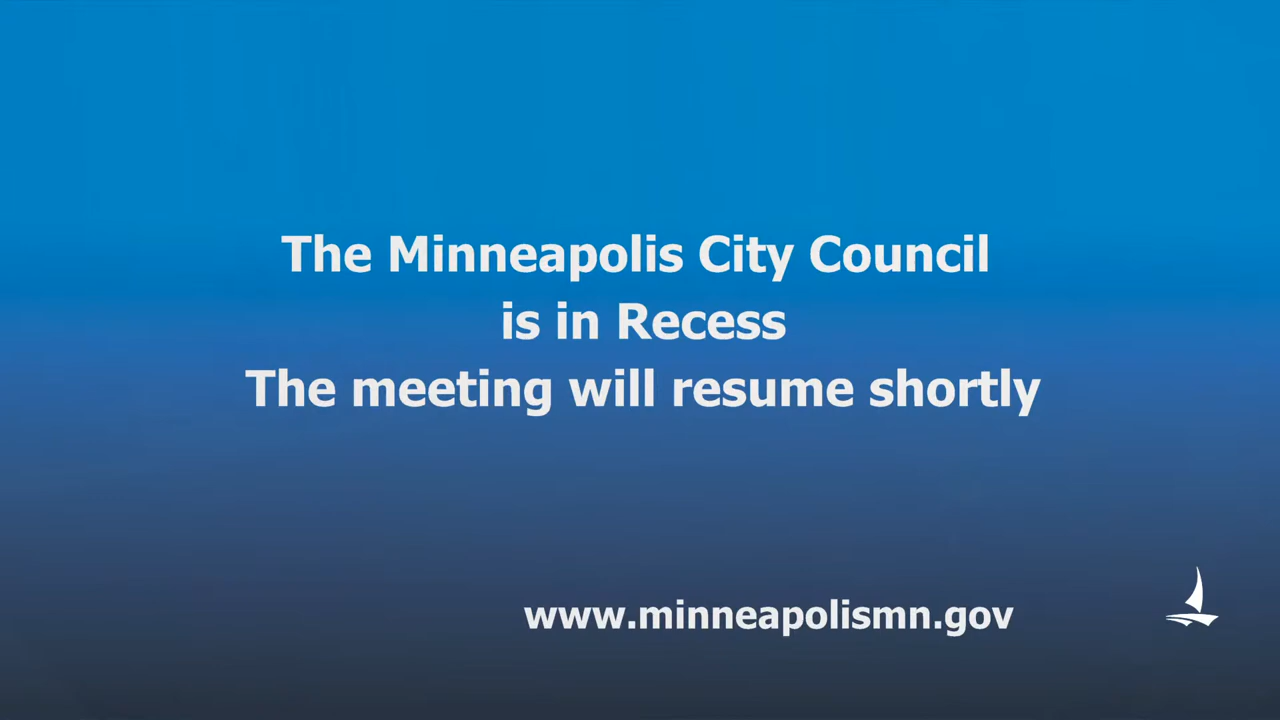 The Minneapolis City Council
is in Recess
The meeting will resume shortly
www.minneapolismn.gov